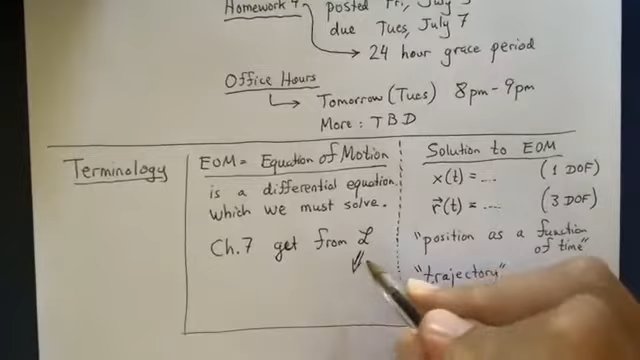 Homework 4
posted Fri, July 3
due Tues, July 7
24 hour grace period
Office Hours
Tomorrow (Tues) 8pm-9pm
More: TBD
Terminology
EOM = Equation of Motion
is a differential equation
which we must solve.
Ch.7 get from ℒ
Solution to EOM
x(t) = ... (1 DOF)
r⃗(t) = ... (3 DOF)
"position as a function
of time"
"trajectory"